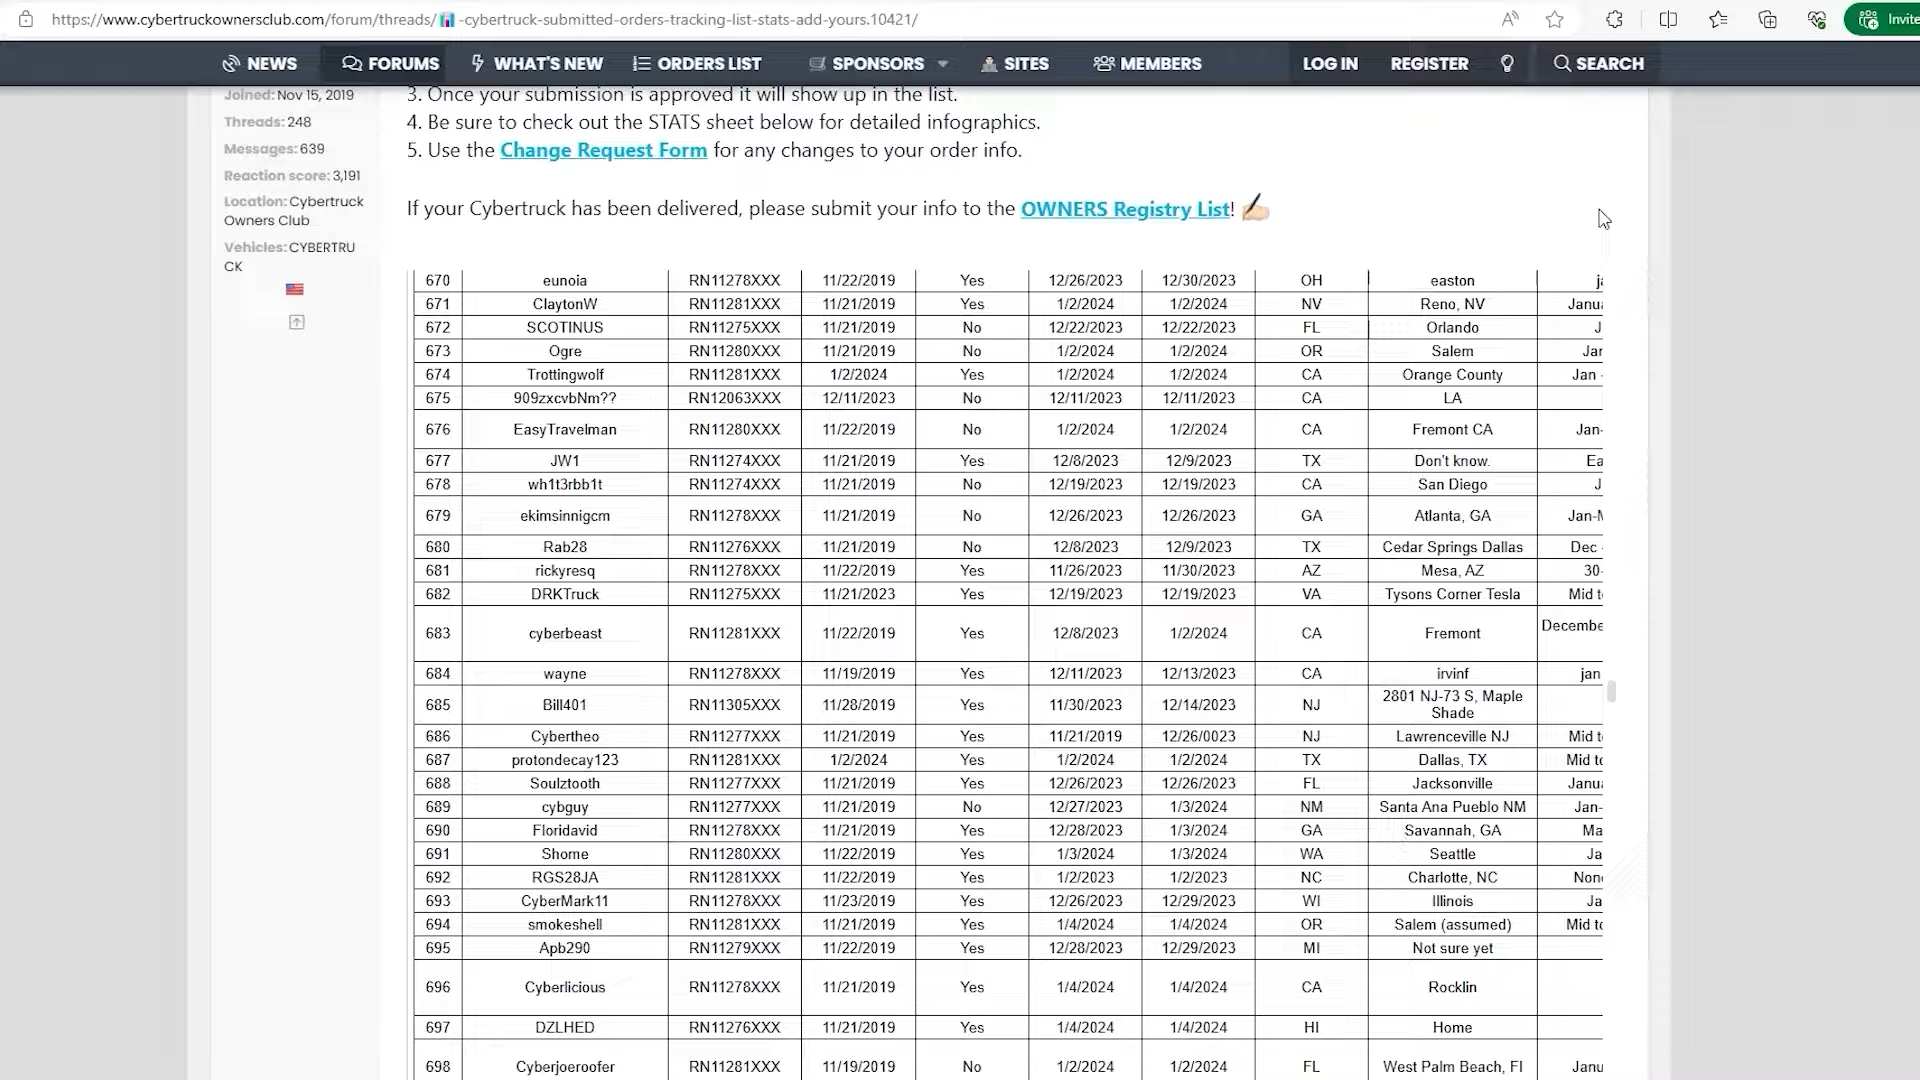 https://www.cybertruckownersclub.com/forum/threads/📊-cybertruck-submitted-orders-tracking-list-stats-add-yours.10421/
Invite
NEWS FORUMS WHAT'S NEW ORDERS LIST SPONSORS SITES MEMBERS LOG IN REGISTER SEARCH
Joined: Nov 15, 2019
Threads: 248
Messages: 639
Reaction score: 3,191
Location: Cybertruck
Owners Club
Vehicles: CYBERTRU
CK
3. Once your submission is approved it will show up in the list.
4. Be sure to check out the STATS sheet below for detailed infographics.
5. Use the Change Request Form for any changes to your order info.
If your Cybertruck has been delivered, please submit your info to the OWNERS Registry List! ✍🏻
670 eunoia RN11278XXX 11/22/2019 Yes 12/26/2023 12/30/2023 OH easton ja
671 ClaytonW RN11281XXX 11/21/2019 Yes 1/2/2024 1/2/2024 NV Reno, NV Janua
672 SCOTINUS RN11275XXX 11/21/2019 No 12/22/2023 12/22/2023 FL Orlando J
673 Ogre RN11280XXX 11/21/2019 No 1/2/2024 1/2/2024 OR Salem Jar
674 Trottingwolf RN11281XXX 1/2/2024 Yes 1/2/2024 1/2/2024 CA Orange County Jan -
675 909zxcvbNm?? RN12063XXX 12/11/2023 No 12/11/2023 12/11/2023 CA LA
676 EasyTravelman RN11280XXX 11/22/2019 No 1/2/2024 1/2/2024 CA Fremont CA Jan-
677 JW1 RN11274XXX 11/21/2019 Yes 12/8/2023 12/9/2023 TX Don't know. Ea
678 wh1t3rbb1t RN11274XXX 11/21/2019 No 12/19/2023 12/19/2023 CA San Diego J
679 ekimsinnigcm RN11278XXX 11/21/2019 No 12/26/2023 12/26/2023 GA Atlanta, GA Jan-M
680 Rab28 RN11276XXX 11/21/2019 No 12/8/2023 12/9/2023 TX Cedar Springs Dallas Dec -
681 rickyresq RN11278XXX 11/22/2019 Yes 11/26/2023 11/30/2023 AZ Mesa, AZ 30-
682 DRKTruck RN11275XXX 11/21/2023 Yes 12/19/2023 12/19/2023 VA Tysons Corner Tesla Mid to
683 cyberbeast RN11281XXX 11/22/2019 Yes 12/8/2023 1/2/2024 CA Fremont Decembe
684 wayne RN11278XXX 11/19/2019 Yes 12/11/2023 12/13/2023 CA irvinf jan
685 Bill401 RN11305XXX 11/28/2019 Yes 11/30/2023 12/14/2023 NJ 2801 NJ-73 S, Maple
Shade
686 Cybertheo RN11277XXX 11/21/2019 Yes 11/21/2019 12/26/0023 NJ Lawrenceville NJ Mid to
687 protondecay123 RN11281XXX 1/2/2024 Yes 1/2/2024 1/2/2024 TX Dallas, TX Mid to
688 Soulztooth RN11277XXX 11/21/2019 Yes 12/26/2023 12/26/2023 FL Jacksonville Janua
689 cybguy RN11277XXX 11/21/2019 No 12/27/2023 1/3/2024 NM Santa Ana Pueblo NM Jan-
690 Floridavid RN11278XXX 11/21/2019 Yes 12/28/2023 1/3/2024 GA Savannah, GA Ma
691 Shome RN11280XXX 11/22/2019 Yes 1/3/2024 1/3/2024 WA Seattle Ja
692 RGS28JA RN11281XXX 11/22/2019 Yes 1/2/2023 1/2/2023 NC Charlotte, NC None
693 CyberMark11 RN11278XXX 11/23/2019 Yes 12/26/2023 12/29/2023 WI Illinois Ja
694 smokeshell RN11281XXX 11/21/2019 Yes 1/4/2024 1/4/2024 OR Salem (assumed) Mid to
695 Apb290 RN11279XXX 11/22/2019 Yes 12/28/2023 12/29/2023 MI Not sure yet
696 Cyberlicious RN11278XXX 11/21/2019 Yes 1/4/2024 1/4/2024 CA Rocklin
697 DZLHED RN11276XXX 11/21/2019 Yes 1/4/2024 1/4/2024 HI Home
698 Cyberjoeroofer RN11281XXX 11/19/2019 No 1/2/2024 1/2/2024 FL West Palm Beach, Fl Janu